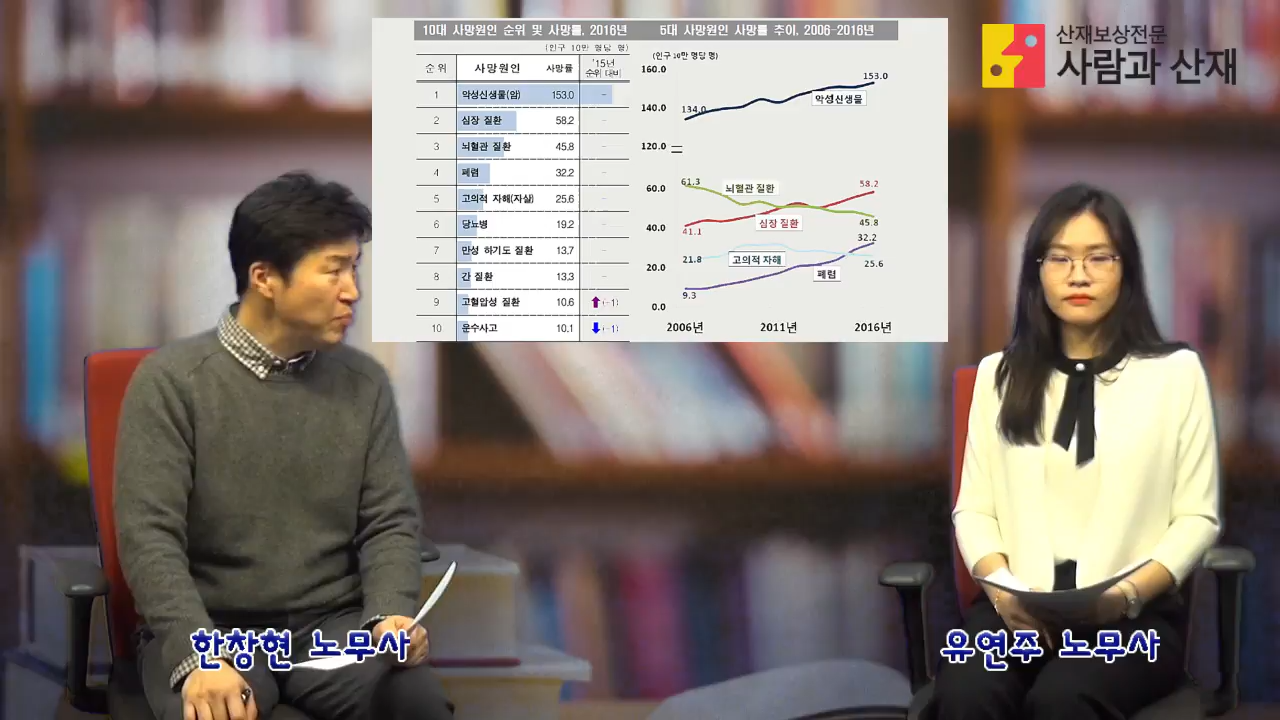 10대 사망원인 순위 및 사망률, 2016년
(인구 10만 명당 명)
순위 사망원인 사망률 '15년 순위 대비
1 악성신생물(암) 153.0 -
2 심장 질환 58.2 -
3 뇌혈관 질환 45.8 -
4 폐렴 32.2 -
5 고의적 자해(자살) 25.6 -
6 당뇨병 19.2 -
7 만성 하기도 질환 13.7 -
8 간 질환 13.3 -
9 고혈압성 질환 10.6
10 운수사고 10.1 (-1)
5대 사망원인 사망률 추이, 2006-2016년
(인구 10만 명당 명)
160.0
153.0
악성신생물
140.0
134.0
120.0
60.0
61.3
뇌혈관 질환
58.2
심장 질환
45.8
40.0
41.1
32.2
고의적 자해
21.8
25.6
폐렴
20.0
9.3
0.0
2006년 2011년 2016년
산재보상전문
사람과 산재
한창현 노무사
유연주 노무사